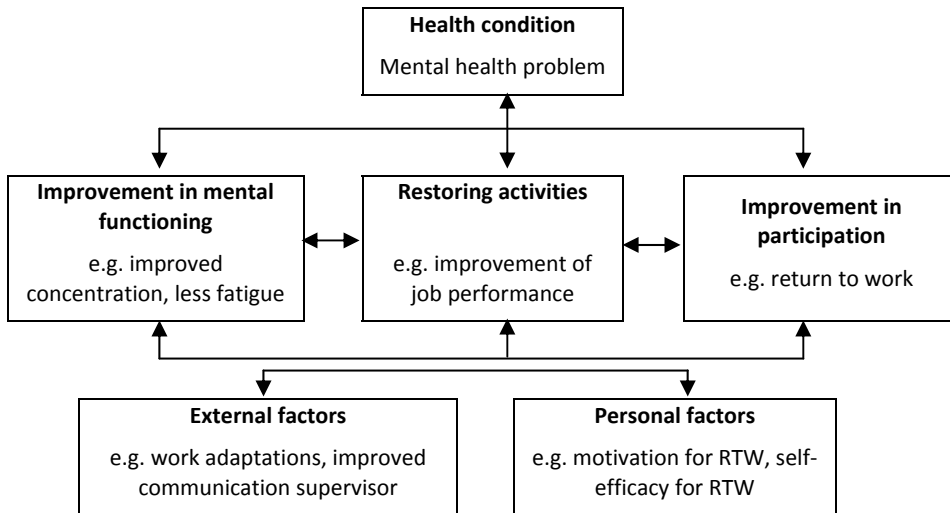 Health condition
Mental health problem
Improvement in mental
functioning
e.g. improved
concentration, less fatigue
Restoring activities
e.g. improvement of
job performance
Improvement in
participation
e.g. return to work
External factors
e.g. work adaptations, improved
communication supervisor
Personal factors
e.g. motivation for RTW, self-
efficacy for RTW